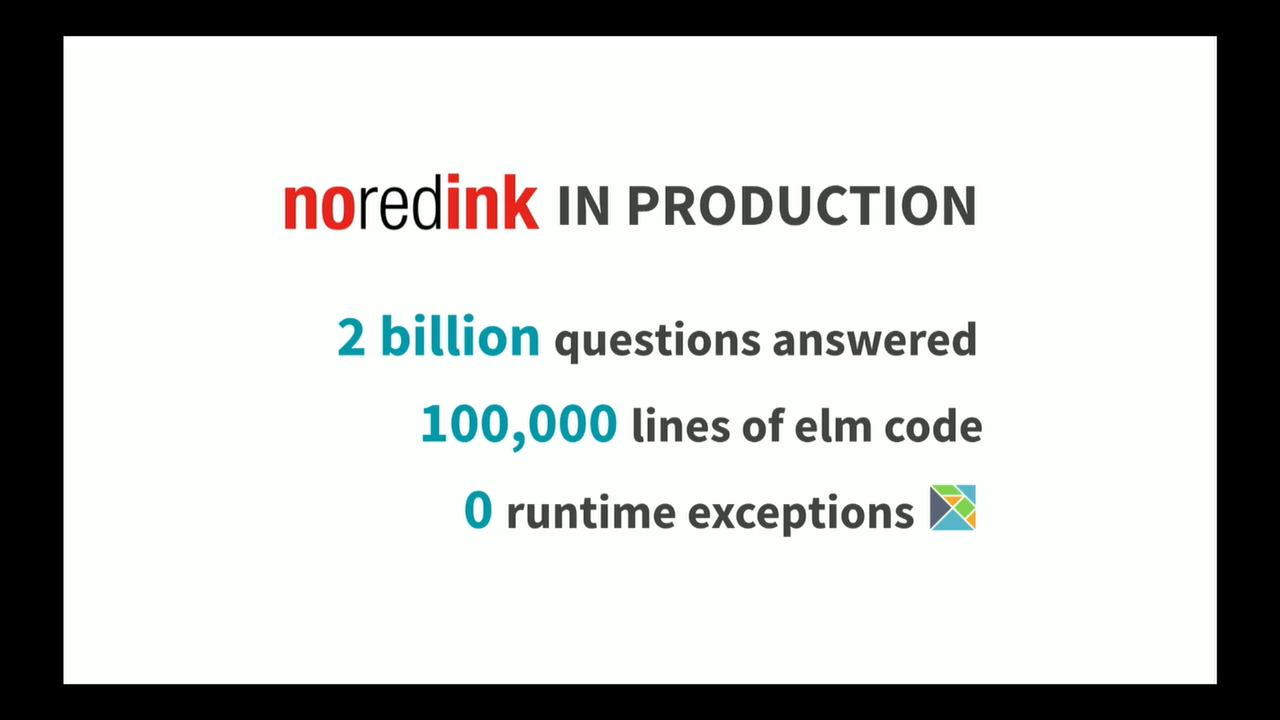 noredink IN PRODUCTION
2 billion questions answered
100,000 lines of elm code
0 runtime exceptions